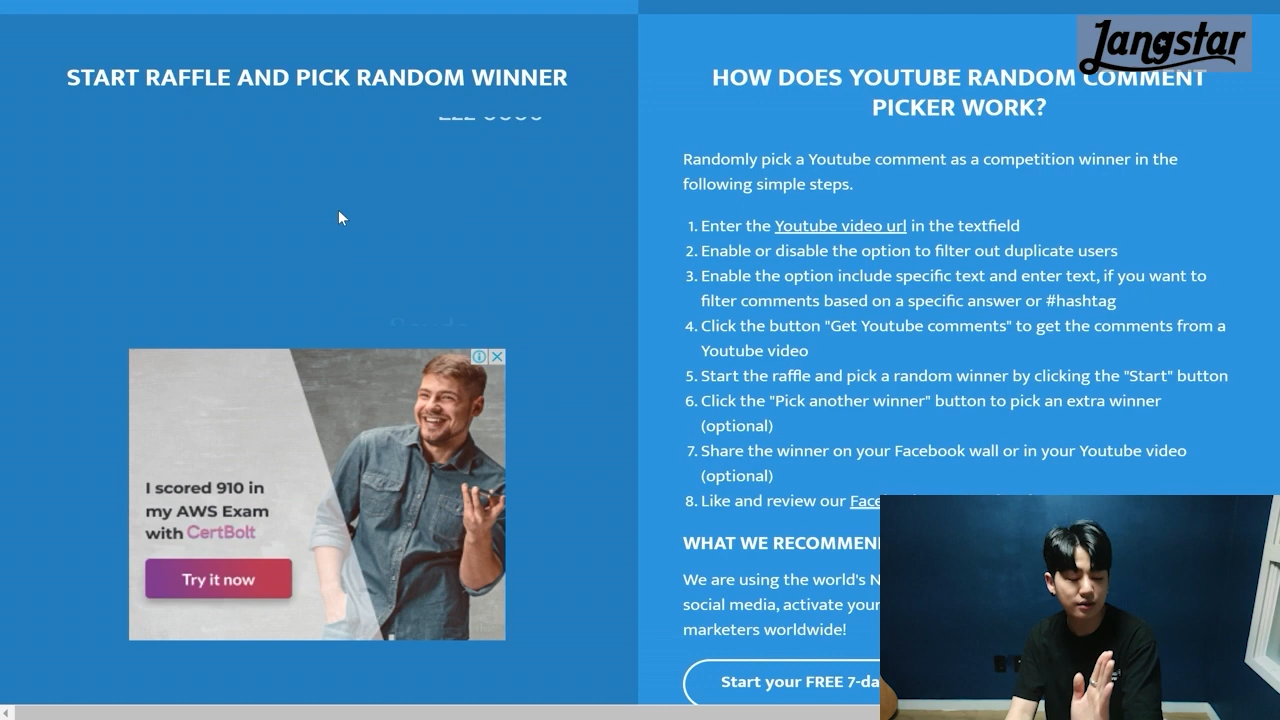 START RAFFLE AND PICK RANDOM WINNER
I scored 910 in
my AWS Exam
with CertBolt
Try it now
Jangstar
HOW DOES YOUTUBE RANDOM COMMENT
PICKER WORK?
Randomly pick a Youtube comment as a competition winner in the
following simple steps.
1. Enter the Youtube video url in the textfield
2. Enable or disable the option to filter out duplicate users
3. Enable the option include specific text and enter text, if you want to
filter comments based on a specific answer or #hashtag
4. Click the button "Get Youtube comments" to get the comments from a
Youtube video
5. Start the raffle and pick a random winner by clicking the "Start" button
6. Click the "Pick another winner" button to pick an extra winner
(optional)
7. Share the winner on your Facebook wall or in your Youtube video
(optional)
8. Like and review our
WHAT WE
We are using the world's
social media, activate your
marketers worldwide!
Start your FREE